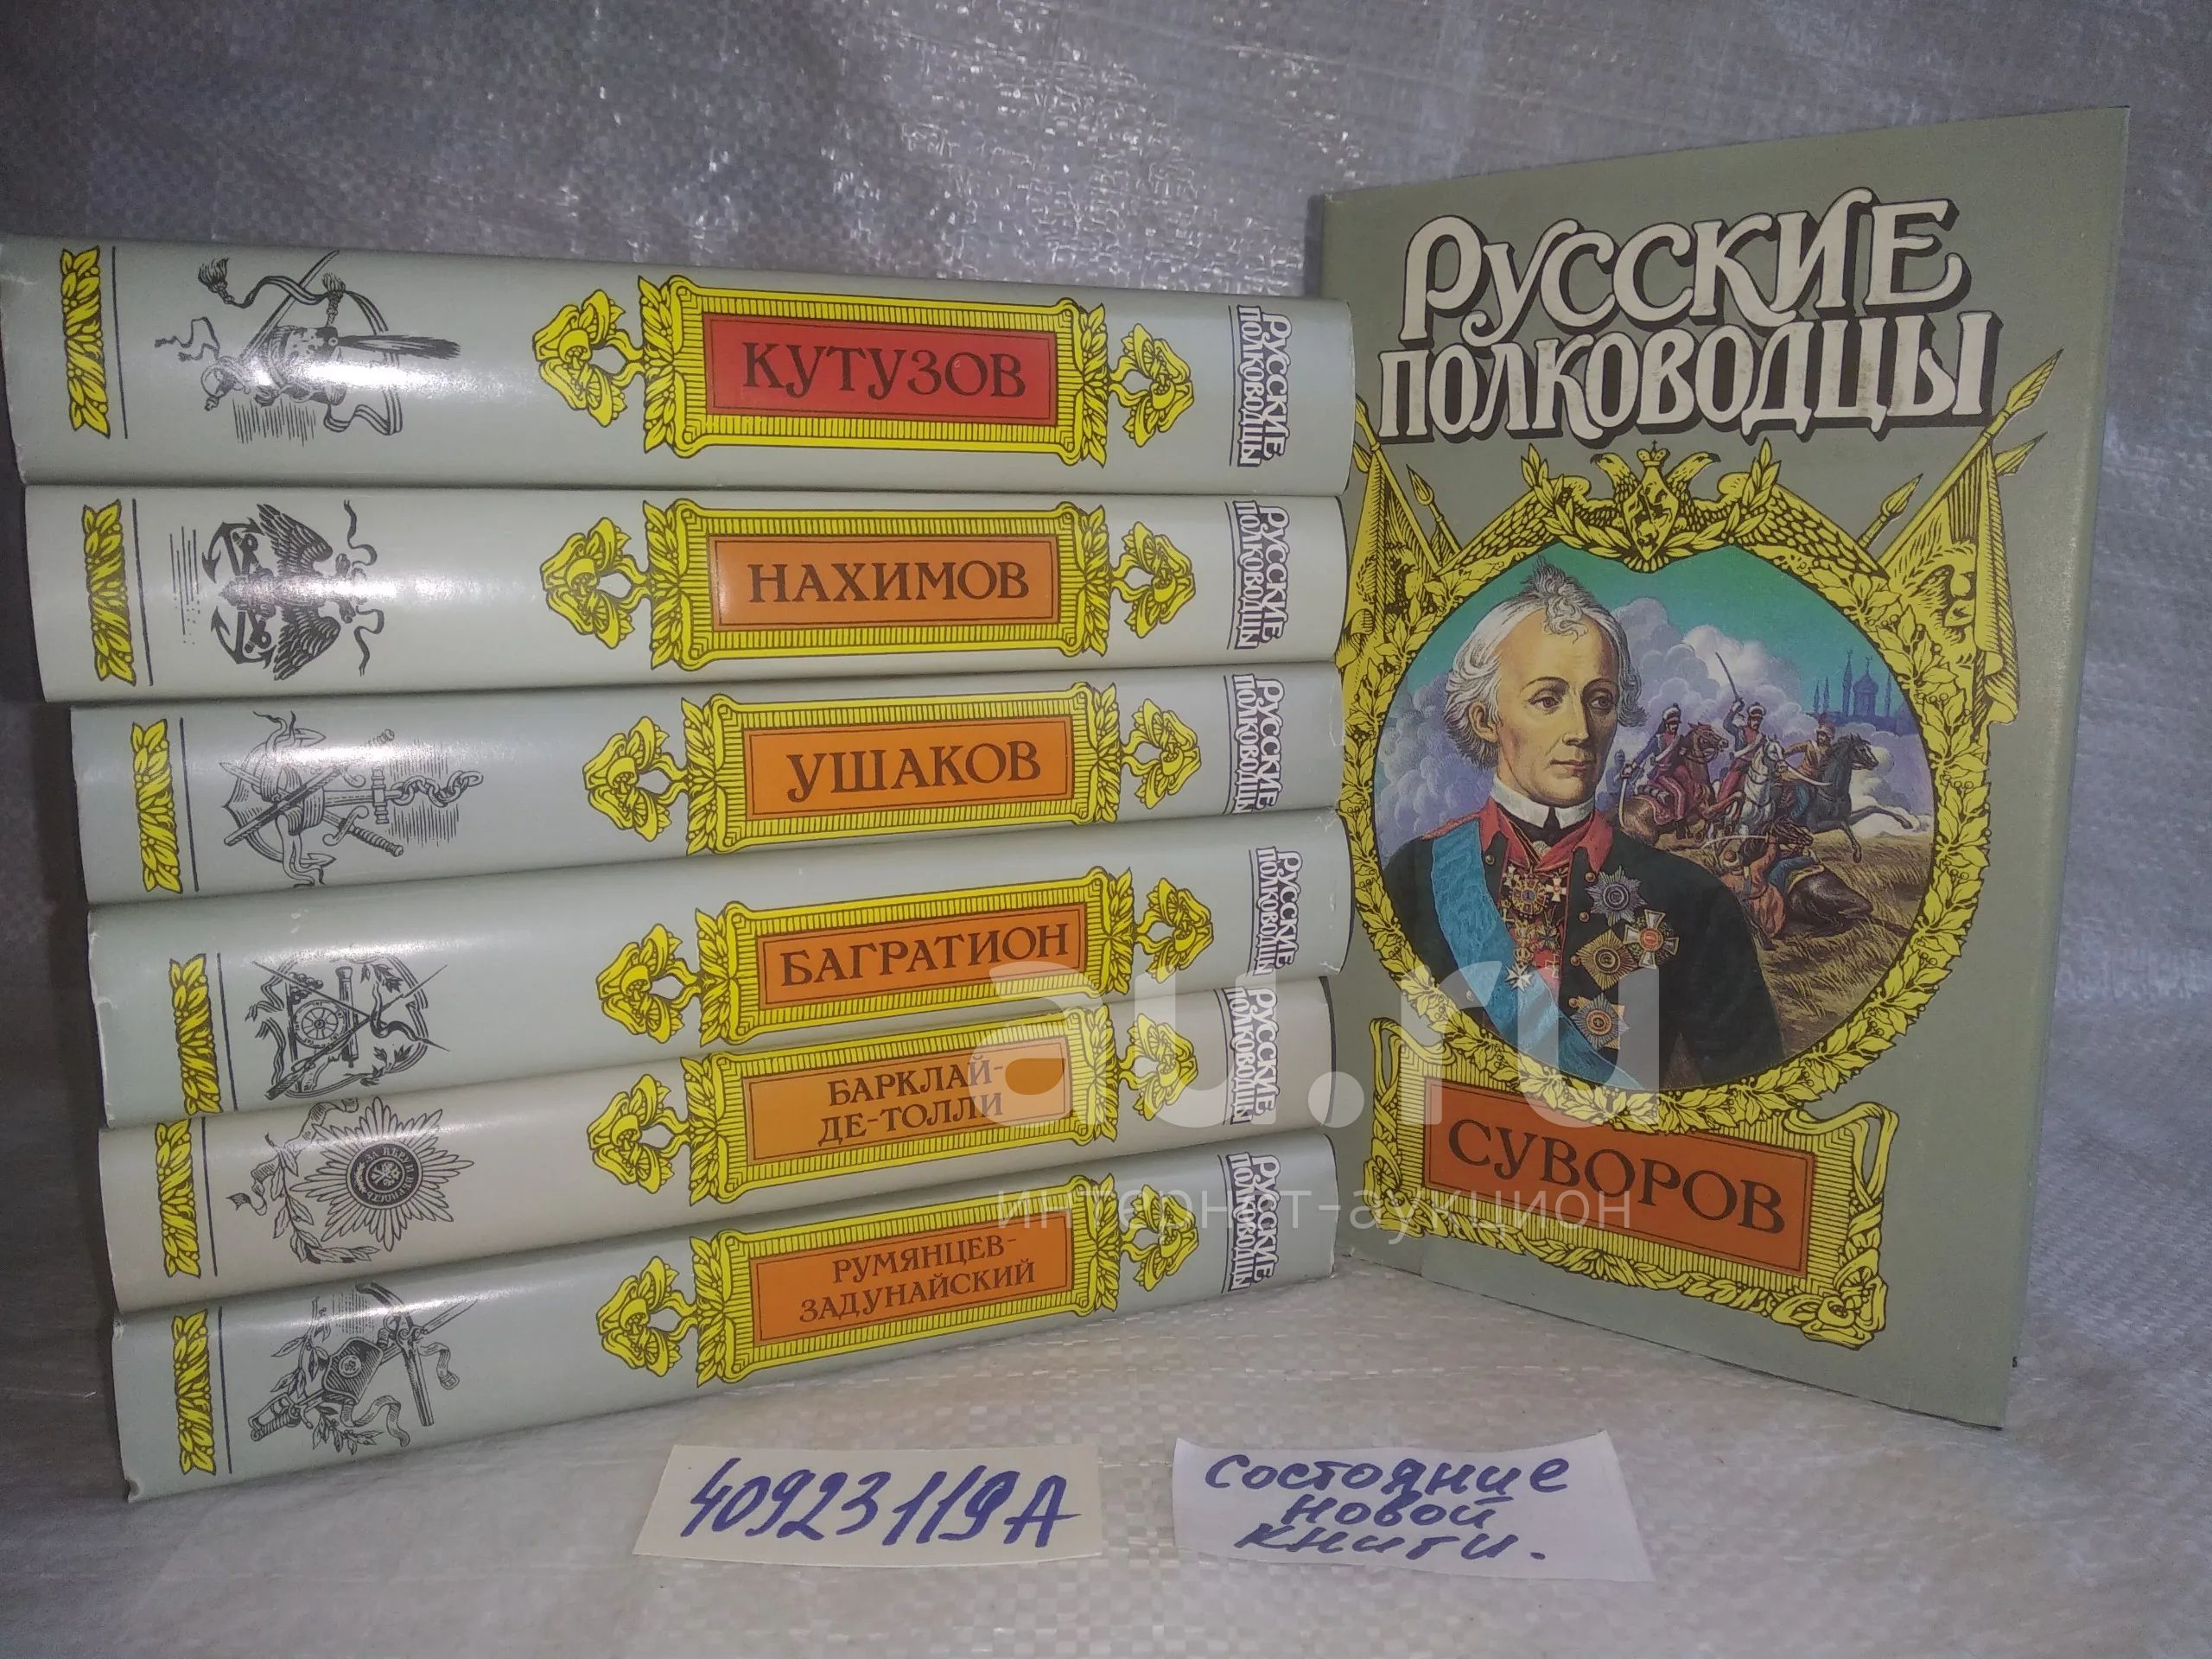 КУТУЗОВ
РУССКИЕ
ПОЛКОВОДЦЫ
НАХИМОВ
РУССКИЕ
ПОЛКОВОДЦЫ
УШАКОВ
РУССКИЕ
ПОЛКОВОДЦЫ
БАГРАТИОН
РУССКИЕ
ПОЛКОВОДЦЫ
БАРКЛАЙ-
ДЕ-ТОЛЛИ
РУССКИЕ
ПОЛКОВОДЦЫ
РУМЯНЦЕВ-
ЗАДУНАЙСКИЙ
РУССКИЕ
ПОЛКОВОДЦЫ
РУССКИЕ
ПОЛКОВОДЦЫ
СУВОРОВ
au.ru
интернет-аукцион
40923119А
Состояние
новой
книги.